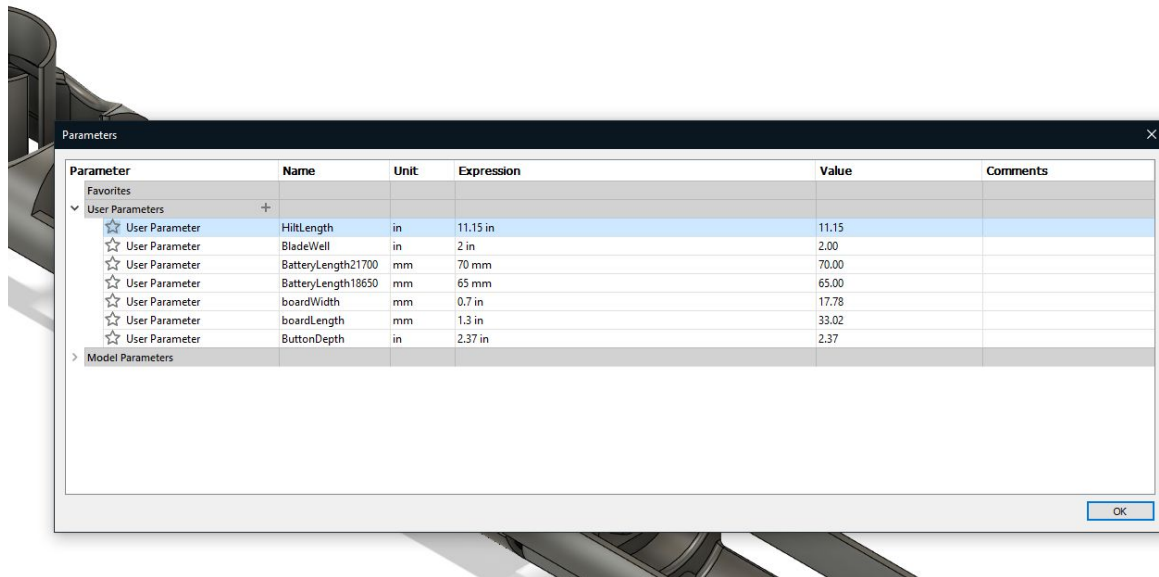 Parameters
Parameter Name Unit Expression Value Comments
Favorites
User Parameters +
User Parameter HiltLength in 11.15 in 11.15
User Parameter BladeWell in 2 in 2.00
User Parameter BatteryLength21700 mm 70 mm 70.00
User Parameter BatteryLength18650 mm 65 mm 65.00
User Parameter boardWidth mm 0.7 in 17.78
User Parameter boardLength mm 1.3 in 33.02
User Parameter ButtonDepth in 2.37 in 2.37
Model Parameters
OK